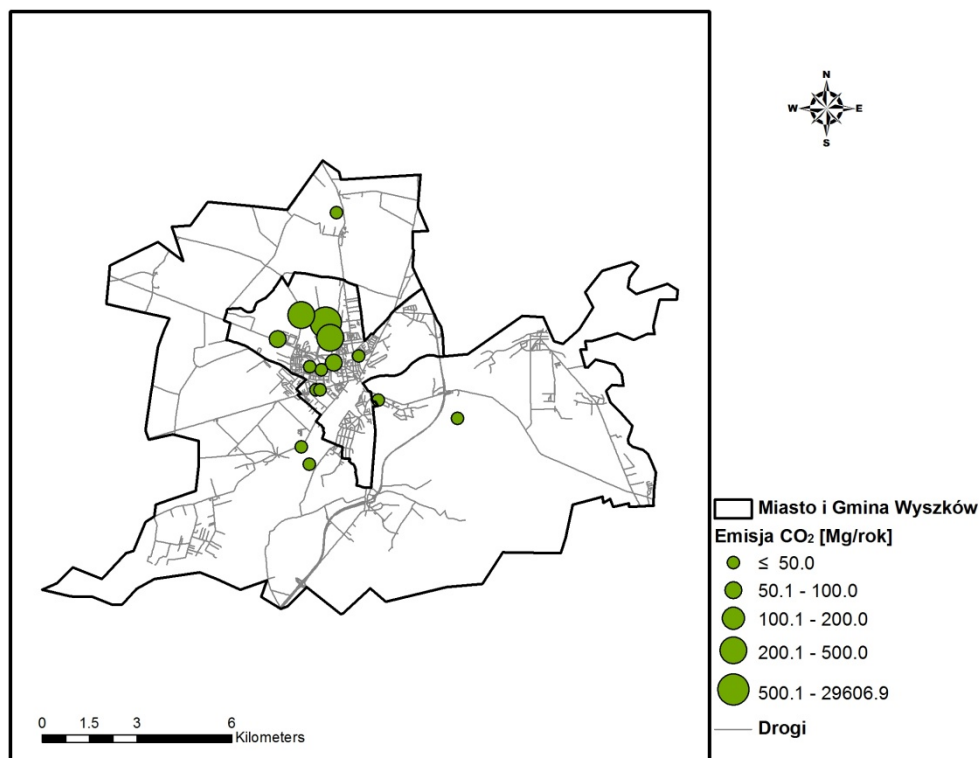 N
W E
S
Miasto i Gmina Wyszków
Emisja CO₂ [Mg/rok]
≤ 50.0
50.1 - 100.0
100.1 - 200.0
200.1 - 500.0
500.1 - 29606.9
Drogi
0 1.5 3 6
Kilometers